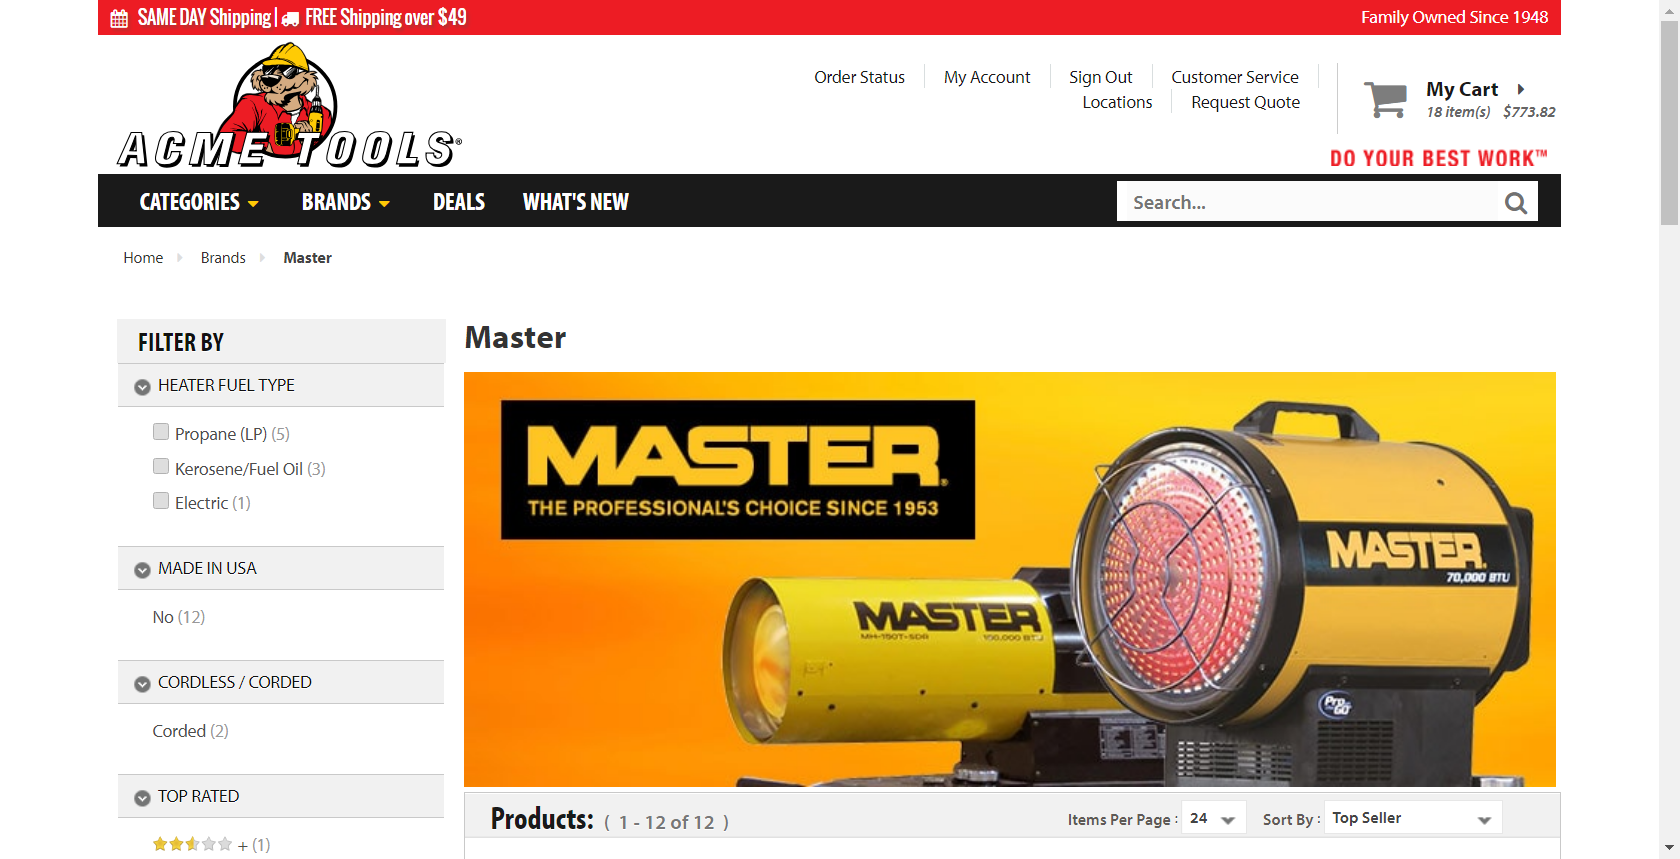 SAME DAY Shipping | FREE Shipping over $49
Family Owned Since 1948
ACME TOOLS®
Order Status
My Account
Sign Out
Customer Service
Locations
Request Quote
My Cart
18 item(s) $773.82
DO YOUR BEST WORK™
CATEGORIES
BRANDS
DEALS
WHAT'S NEW
Search...
Home
Brands
Master
FILTER BY
HEATER FUEL TYPE
Propane (LP) (5)
Kerosene/Fuel Oil (3)
Electric (1)
MADE IN USA
No (12)
CORDLESS / CORDED
Corded (2)
TOP RATED
+ (1)
Master
MASTER®
THE PROFESSIONAL'S CHOICE SINCE 1953
MASTER
MH-150T-SDR 150,000 BTU
MASTER.
70,000 BTU
Pro
GO
Products: ( 1 - 12 of 12 )
Items Per Page : 24
Sort By : Top Seller